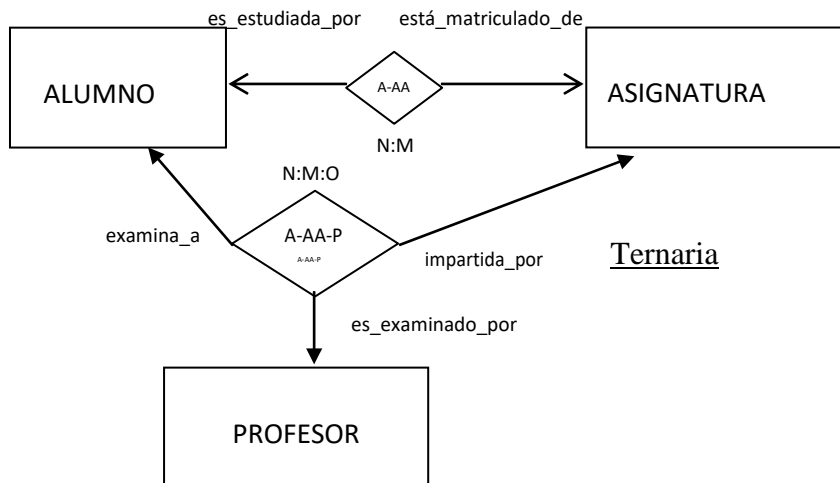 es_estudiada_por
está_matriculado_de
ALUMNO
A-AA
ASIGNATURA
N:M
N:M:O
examina_a
A-AA-P
A-AA-P
impartida_por
Ternaria
es_examinado_por
PROFESOR